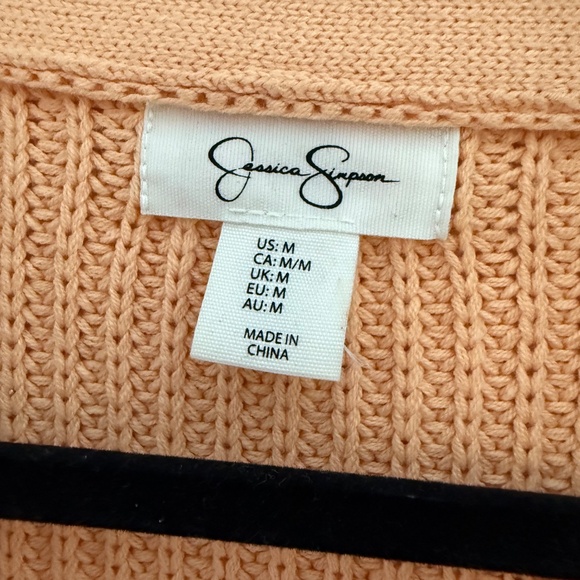 Jessica Simpson
US: M
CA: M/M
UK: M
EU: M
AU: M
MADE IN
CHINA